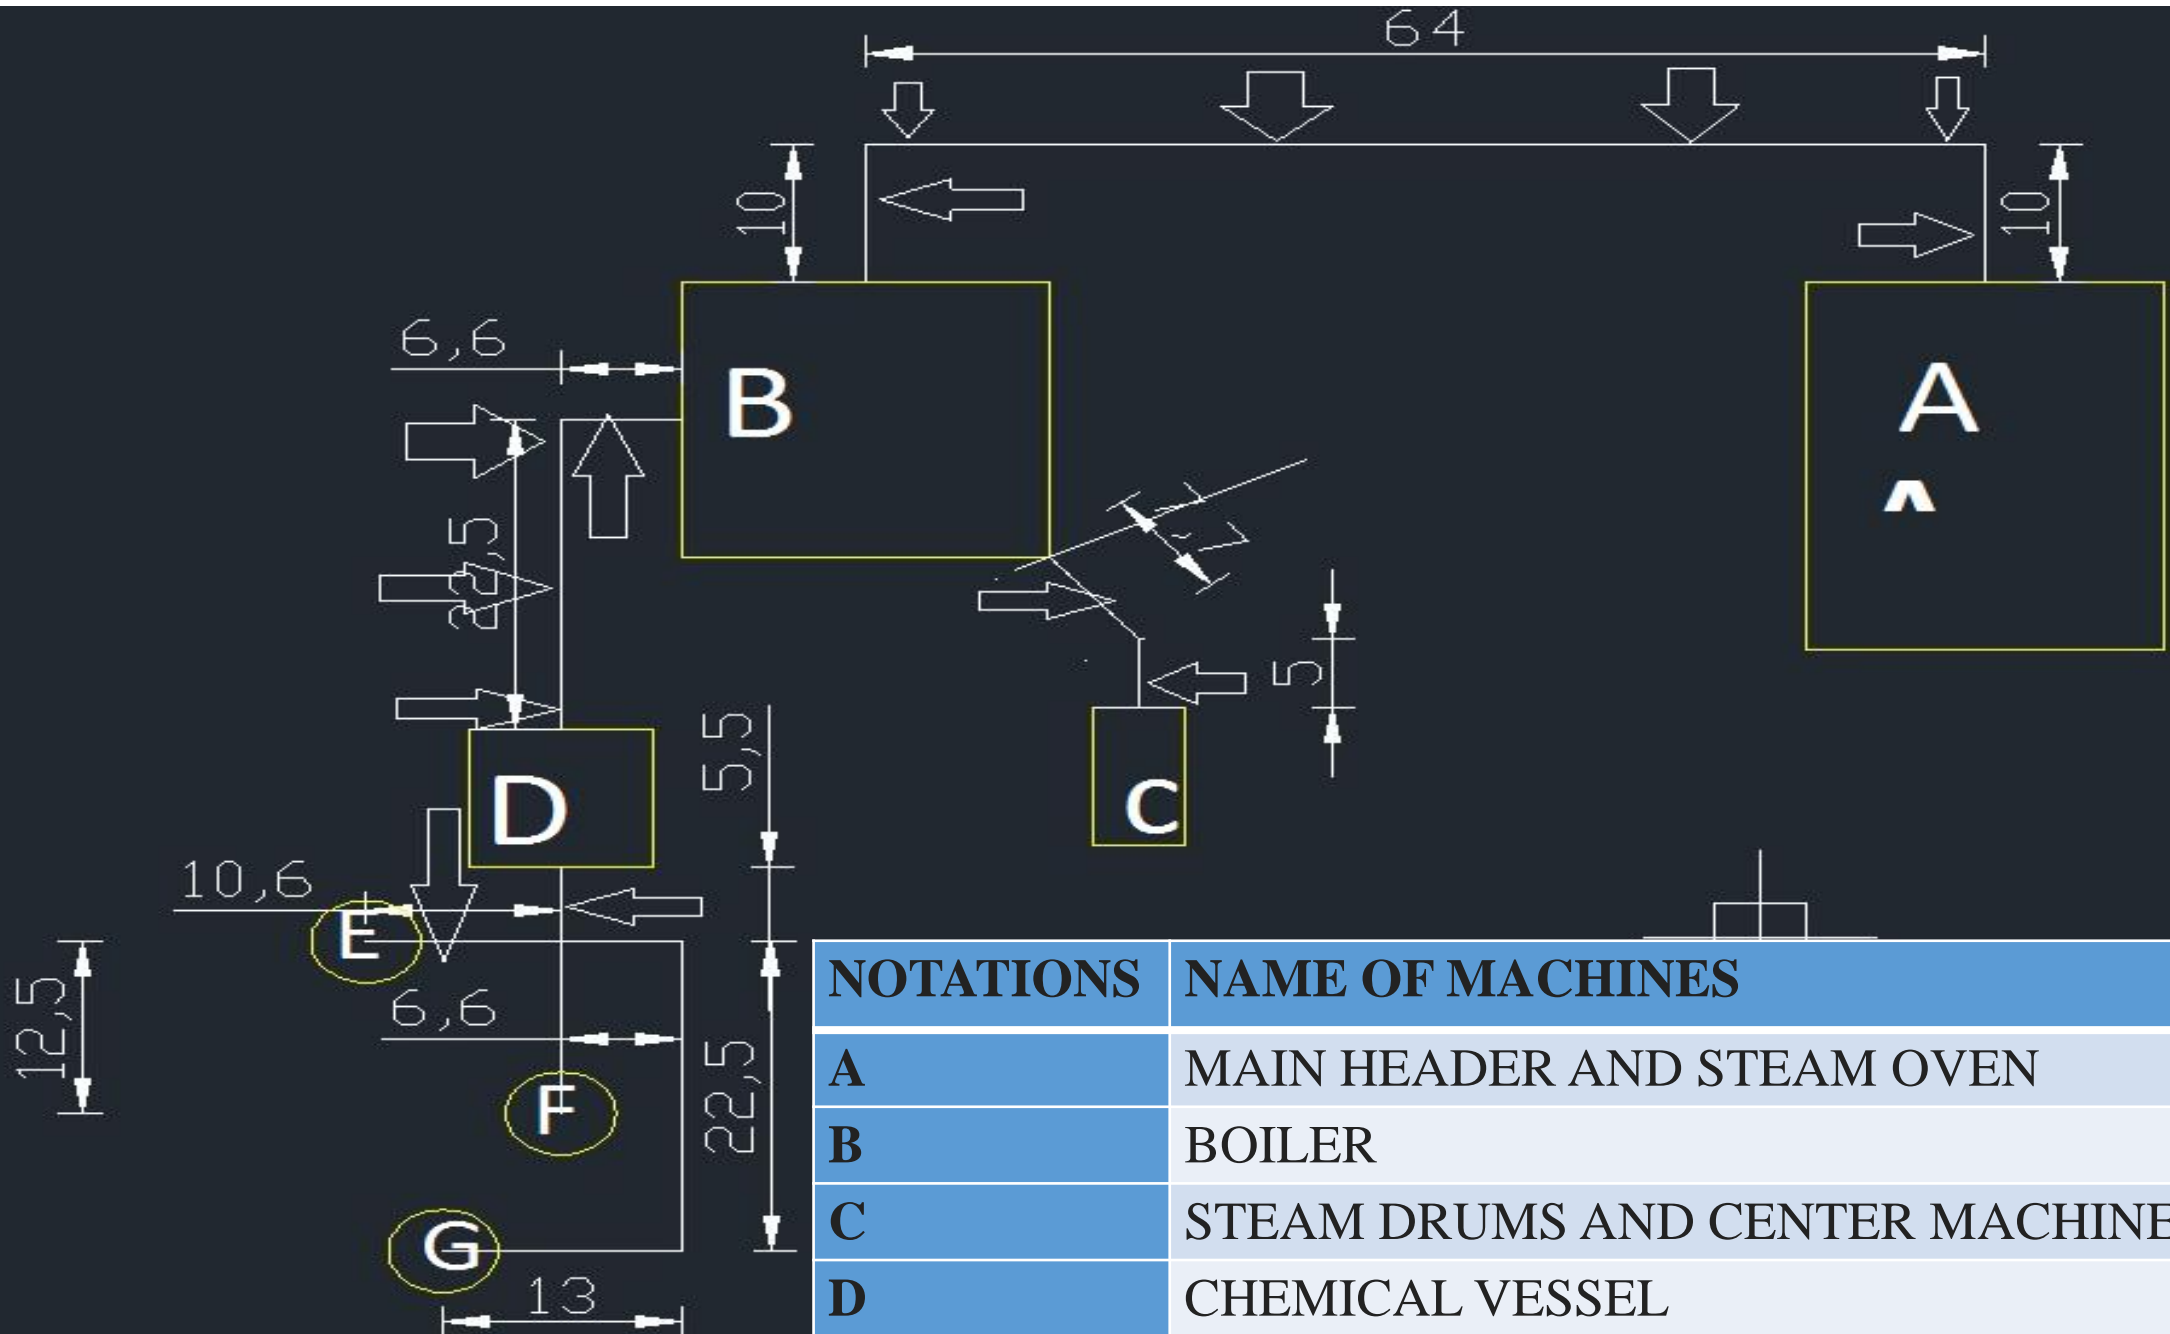 64
10
10
6,6
B
A
22,5
5
5,5
D
C
10,6
E
12,5
6,6
F
22,5
G
13
NOTATIONS NAME OF MACHINES
A MAIN HEADER AND STEAM OVEN
B BOILER
C STEAM DRUMS AND CENTER MACHINE
D CHEMICAL VESSEL